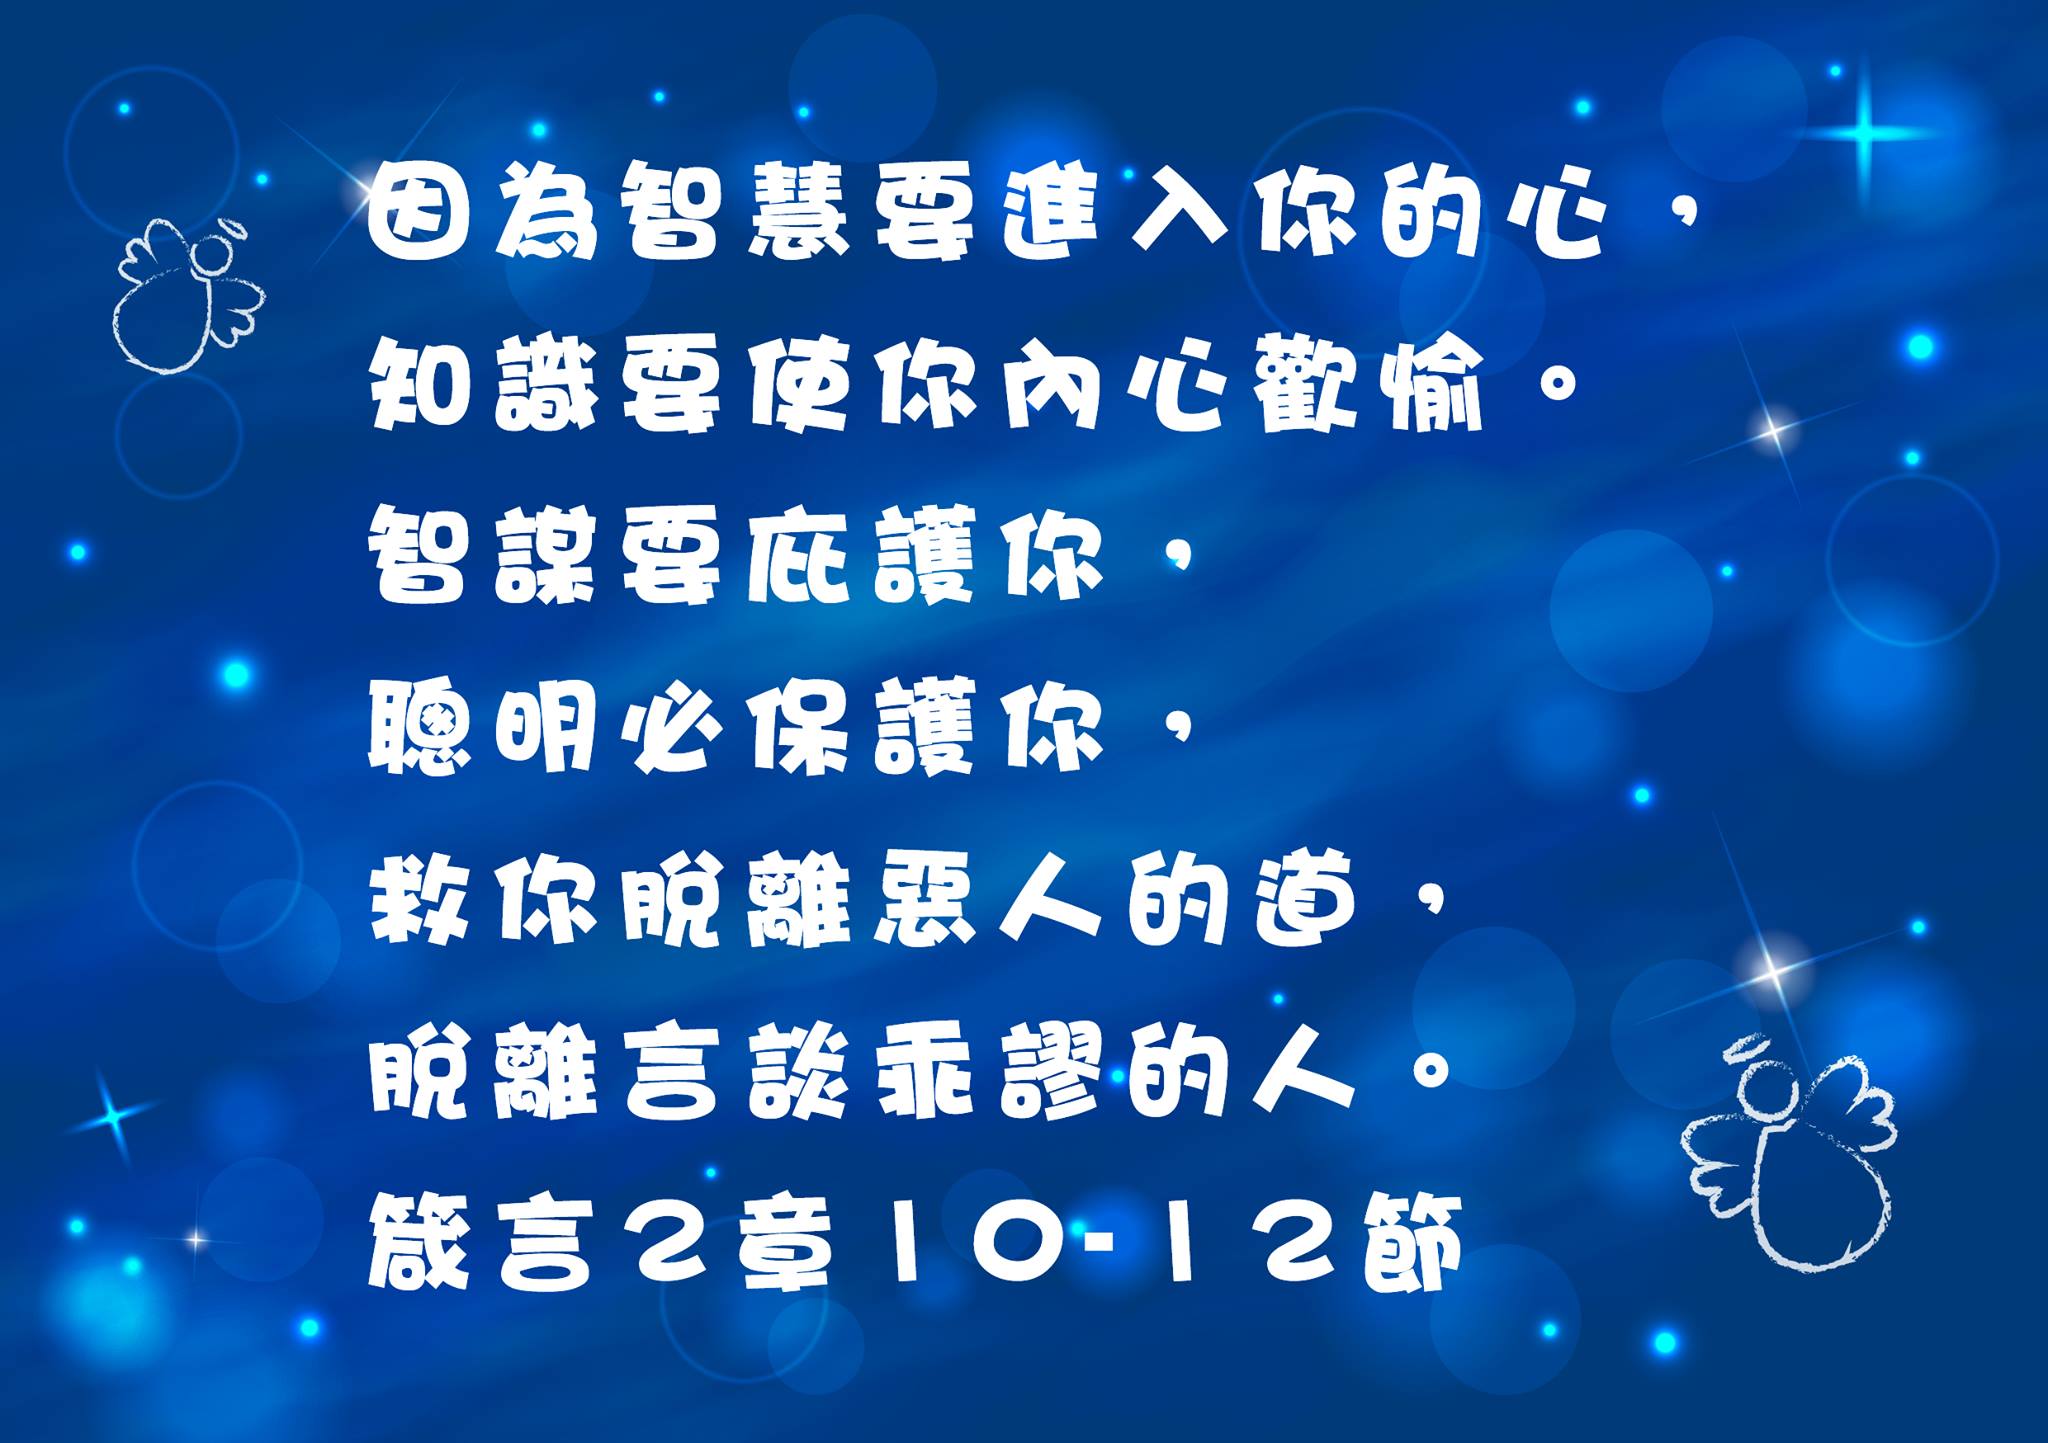 因為智慧要進入你的心，
知識要使你內心歡愉。
智謀要庇護你，
聰明必保護你，
救你脫離惡人的道，
脫離言談乖謬的人。
箴言2章10-12節